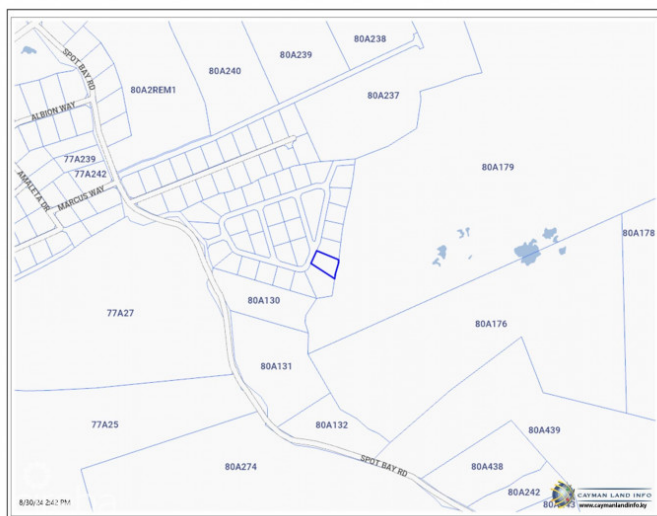 80A238
80A239
SPOT BAY RD
80A240
80A2REM1
80A237
ALBION WAY
77A239
80A179
77A242
AMALETA DR
MARCUS WAY
80A178
80A130
77A27
80A176
80A131
77A25
80A132
80A439
SPOT BAY RD
80A274
80A438
80A242
CAYMAN LAND INFO
www.caymanlandinfo.ky
8/30/24 2:42 PM